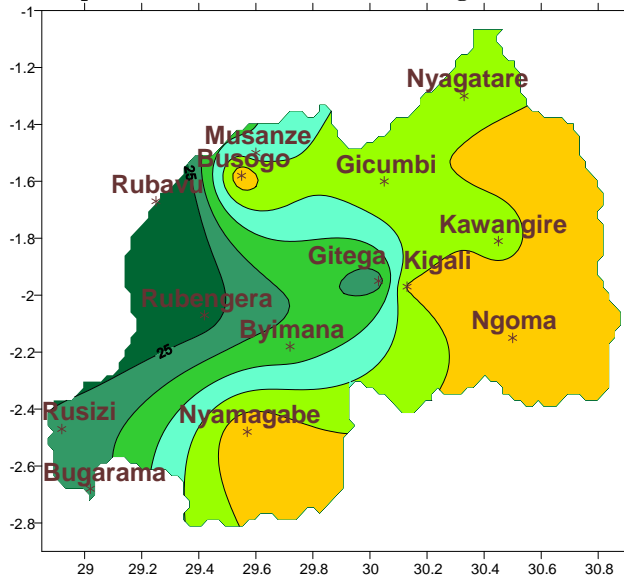 -1
-1.2
-1.4
-1.6
-1.8
-2
-2.2
-2.4
-2.6
-2.8
Nyagatare
Musanze
Busogo
Gicumbi
Rubavu
25
Kawangire
Gitega
Kigali
Rubengera
Ngoma
Byimana
25
Rusizi
Nyamagabe
Bugarama
29 29.2 29.4 29.6 29.8 30 30.2 30.4 30.6 30.8